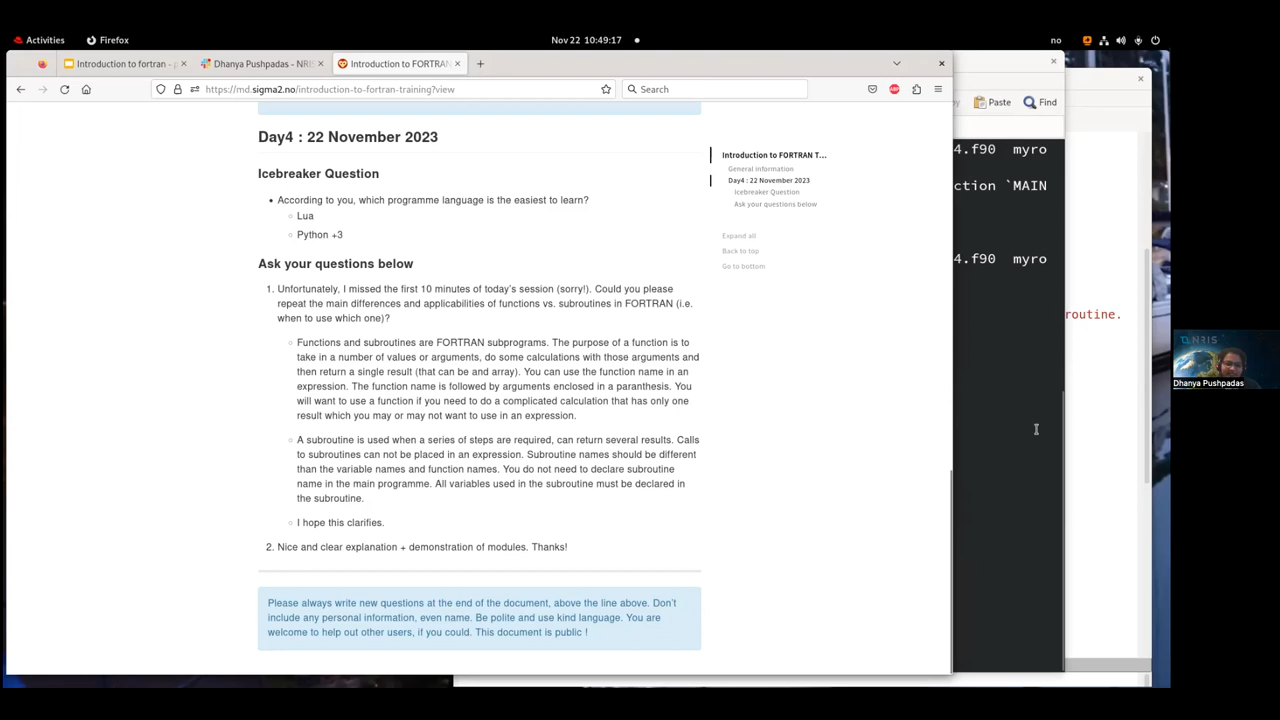 Activities
Firefox
Nov 22 10:49:17
no
Introduction to fortran - p
Dhanya Pushpadas - NRIS
Introduction to FORTRAN
https://md.sigma2.no/introduction-to-fortran-training?view
Search
Paste
Find
Day4 : 22 November 2023
Icebreaker Question
According to you, which programme language is the easiest to learn?
Lua
Python +3
Ask your questions below
1. Unfortunately, I missed the first 10 minutes of today's session (sorry!). Could you please
repeat the main differences and applicabilities of functions vs. subroutines in FORTRAN (i.e.
when to use which one)?
Functions and subroutines are FORTRAN subprograms. The purpose of a function is to
take in a number of values or arguments, do some calculations with those arguments and
then return a single result (that can be and array). You can use the function name in an
expression. The function name is followed by arguments enclosed in a paranthesis. You
will want to use a function if you need to do a complicated calculation that has only one
result which you may or may not want to use in an expression.
A subroutine is used when a series of steps are required, can return several results. Calls
to subroutines can not be placed in an expression. Subroutine names should be different
than the variable names and function names. You do not need to declare subroutine
name in the main programme. All variables used in the subroutine must be declared in
the subroutine.
I hope this clarifies.
2. Nice and clear explanation + demonstration of modules. Thanks!
Please always write new questions at the end of the document, above the line above. Don't
include any personal information, even name. Be polite and use kind language. You are
welcome to help out other users, if you could. This document is public !
Introduction to FORTRAN T...
General information
Day4 : 22 November 2023
Icebreaker Question
Ask your questions below
Expand all
Back to top
Go to bottom
4.f90 myro
ction `MAIN
4.f90 myro
routine.
NRIS
Dhanya Pushpadas